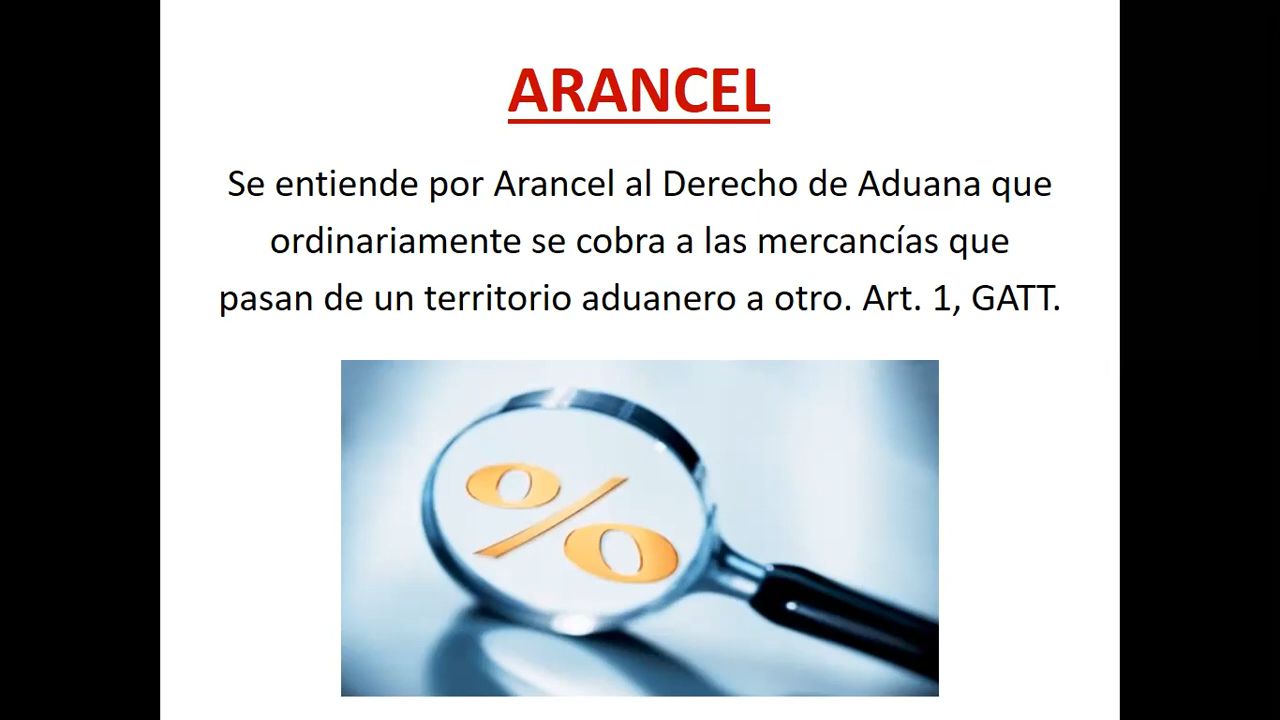 ARANCEL
Se entiende por Arancel al Derecho de Aduana que
ordinariamente se cobra a las mercancías que
pasan de un territorio aduanero a otro. Art. 1, GATT.
%